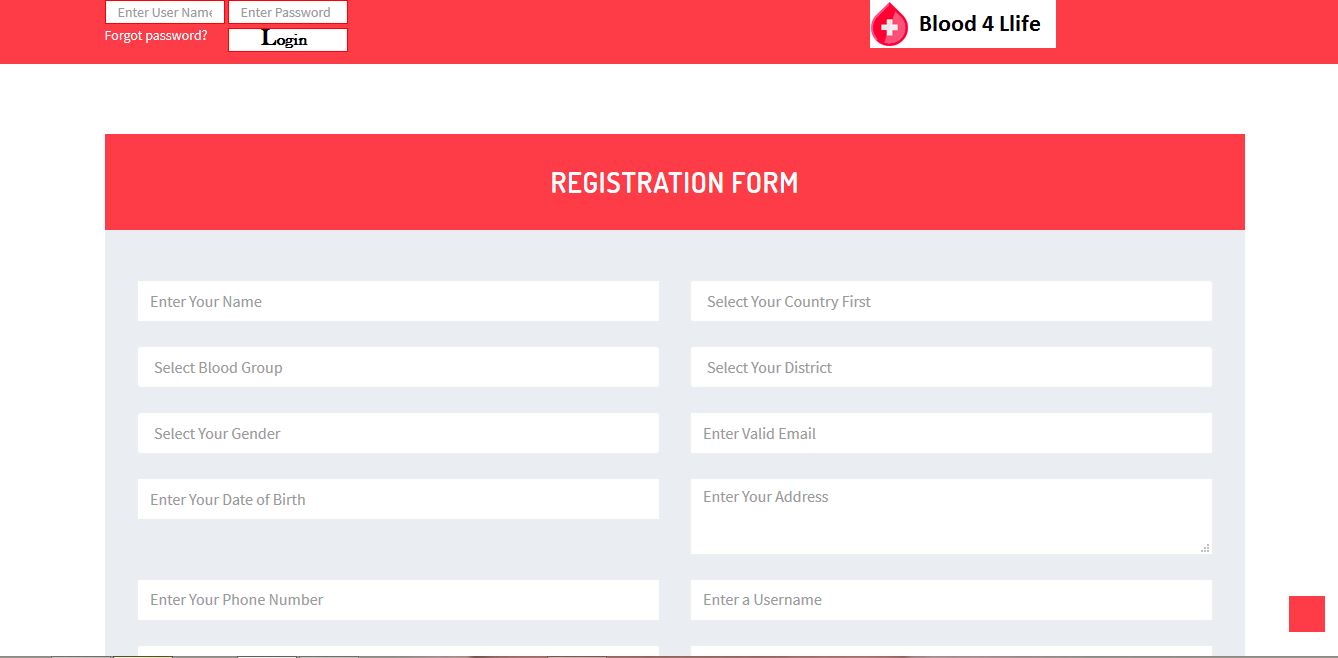 Enter User Name Enter Password
Forgot password? Login
Blood 4 Llife
REGISTRATION FORM
Enter Your Name
Select Your Country First
Select Blood Group
Select Your District
Select Your Gender
Enter Valid Email
Enter Your Date of Birth
Enter Your Address
Enter Your Phone Number
Enter a Username